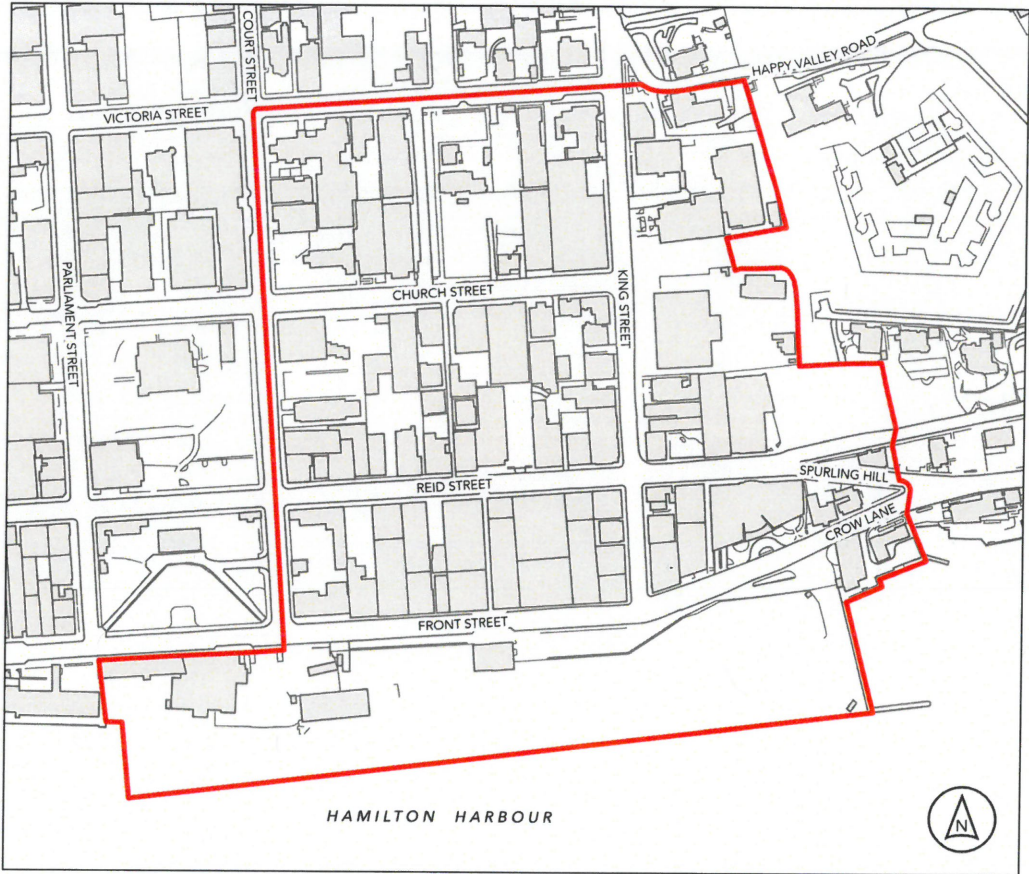 COURT STREET
HAPPY VALLEY ROAD
VICTORIA STREET
PARLIAMENT STREET
CHURCH STREET
KING STREET
REID STREET
SPURLING HILL
CROW LANE
FRONT STREET
HAMILTON HARBOUR
N